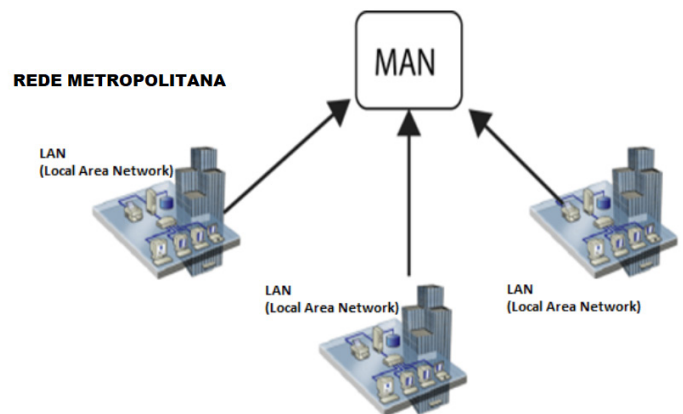 MAN
REDE METROPOLITANA
LAN
(Local Area Network)
LAN
(Local Area Network)
LAN
(Local Area Network)